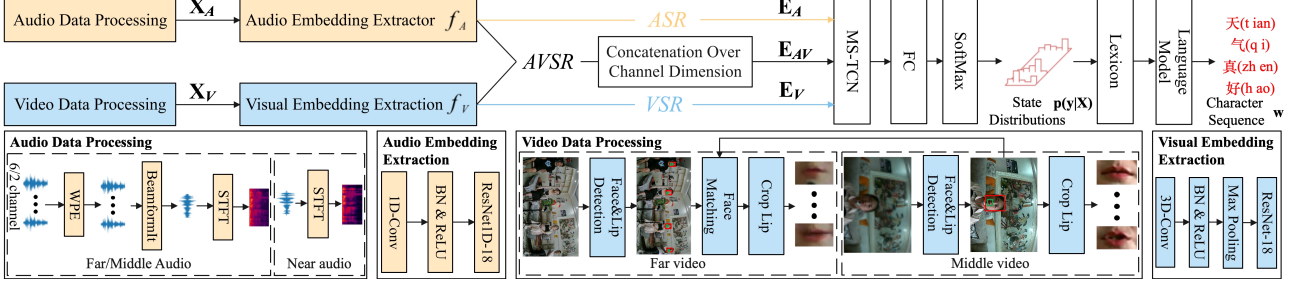 Audio Data Processing
X_A
Audio Embedding Extractor f_A
ASR
E_A
AVSR
Concatenation Over
Channel Dimension
E_AV
Video Data Processing
X_V
Visual Embedding Extraction f_V
VSR
E_V
MS-TCN
FC
SoftMax
State
Distributions
p(y|X)
Lexicon
Language
Model
天(t ian)
气(q i)
真(zh en)
好(h ao)
Character
Sequence
w
Audio Data Processing
6/2 channel
WPE
BeamformIt
STFT
Far/Middle Audio
STFT
Near audio
Audio Embedding
Extraction
1D-Conv
BN & ReLU
ResNet1D-18
Video Data Processing
Face&Lip
Detection
Face
Matching
Crop Lip
Far video
Face&Lip
Detection
Crop Lip
Middle video
Visual Embedding
Extraction
3D-Conv
BN & ReLU
Max Pooling
ResNet-18